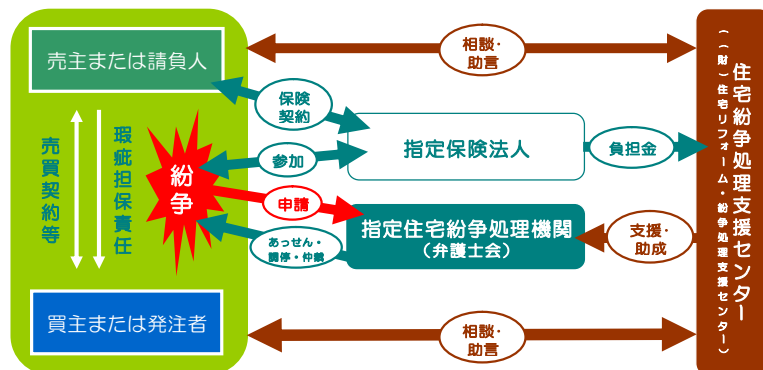 売主または請負人
売買契約等
瑕疵担保責任
紛争
買主または発注者
相談・
助言
保険
契約
参加
申請
あっせん・
調停・仲裁
指定保険法人
指定住宅紛争処理機関
(弁護士会)
負担金
支援・
助成
相談・
助言
住宅紛争処理支援センター
((財)住宅リフォーム・紛争処理支援センター)